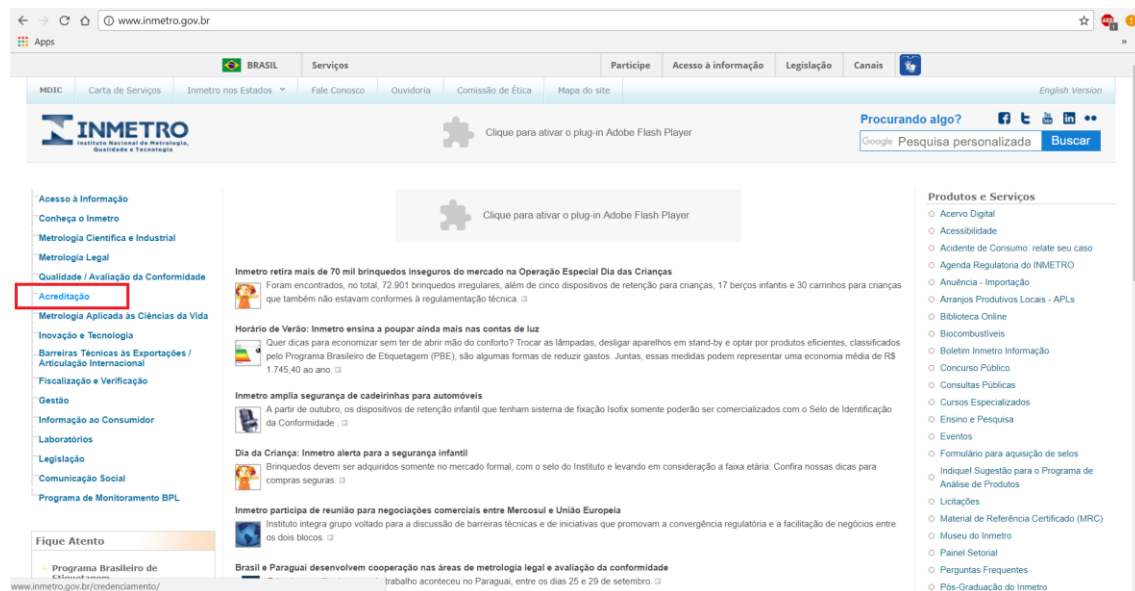 www.inmetro.gov.br
Apps
BRASIL Serviços Participe Acesso à informação Legislação Canais
MDIC Carta de Serviços Inmetro nos Estados Fale Conosco Ouvidoria Comissão de Ética Mapa do site English Version
INMETRO
Instituto Nacional de Metrologia,
Qualidade e Tecnologia
Clique para ativar o plug-in Adobe Flash Player
Procurando algo?
Google Pesquisa personalizada Buscar
Acesso à Informação
Conheça o Inmetro
Metrologia Científica e Industrial
Metrologia Legal
Qualidade / Avaliação da Conformidade
Acreditação
Metrologia Aplicada às Ciências da Vida
Inovação e Tecnologia
Barreiras Técnicas às Exportações /
Articulação Internacional
Fiscalização e Verificação
Gestão
Informação ao Consumidor
Laboratórios
Legislação
Comunicação Social
Programa de Monitoramento BPL
Fique Atento
Programa Brasileiro de
Etiquetagem
www.inmetro.gov.br/credenciamento/
Clique para ativar o plug-in Adobe Flash Player
Inmetro retira mais de 70 mil brinquedos inseguros do mercado na Operação Especial Dia das Crianças
Foram encontrados, no total, 72.901 brinquedos irregulares, além de cinco dispositivos de retenção para crianças, 17 berços infantis e 30 carrinhos para crianças
que também não estavam conformes à regulamentação técnica.
Horário de Verão: Inmetro ensina a poupar ainda mais nas contas de luz
Quer dicas para economizar sem ter de abrir mão do conforto? Trocar as lâmpadas, desligar aparelhos em stand-by e optar por produtos eficientes, classificados
pelo Programa Brasileiro de Etiquetagem (PBE), são algumas formas de reduzir gastos. Juntas, essas medidas podem representar uma economia média de R$
1.745,40 ao ano.
Inmetro amplia segurança de cadeirinhas para automóveis
A partir de outubro, os dispositivos de retenção infantil que tenham sistema de fixação Isofix somente poderão ser comercializados com o Selo de Identificação
da Conformidade .
Dia da Criança: Inmetro alerta para a segurança infantil
Brinquedos devem ser adquiridos somente no mercado formal, com o selo do Instituto e levando em consideração a faixa etária. Confira nossas dicas para
compras seguras.
Inmetro participa de reunião para negociações comerciais entre Mercosul e União Europeia
Instituto integra grupo voltado para a discussão de barreiras técnicas e de iniciativas que promovam a convergência regulatória e a facilitação de negócios entre
os dois blocos.
Brasil e Paraguai desenvolvem cooperação nas áreas de metrologia legal e avaliação da conformidade
trabalho aconteceu no Paraguai, entre os dias 25 e 29 de setembro.
Produtos e Serviços
Acervo Digital
Acessibilidade
Acidente de Consumo: relate seu caso
Agenda Regulatoria do INMETRO
Anuência - Importação
Arranjos Produtivos Locais - APLs
Biblioteca Online
Biocombustíveis
Boletim Inmetro Informação
Concurso Público
Consultas Públicas
Cursos Especializados
Ensino e Pesquisa
Eventos
Formulário para aquisição de selos
Indique! Sugestão para o Programa de
Análise de Produtos
Licitações
Material de Referência Certificado (MRC)
Museu do Inmetro
Painel Setorial
Perguntas Frequentes
Pós-Graduação do Inmetro